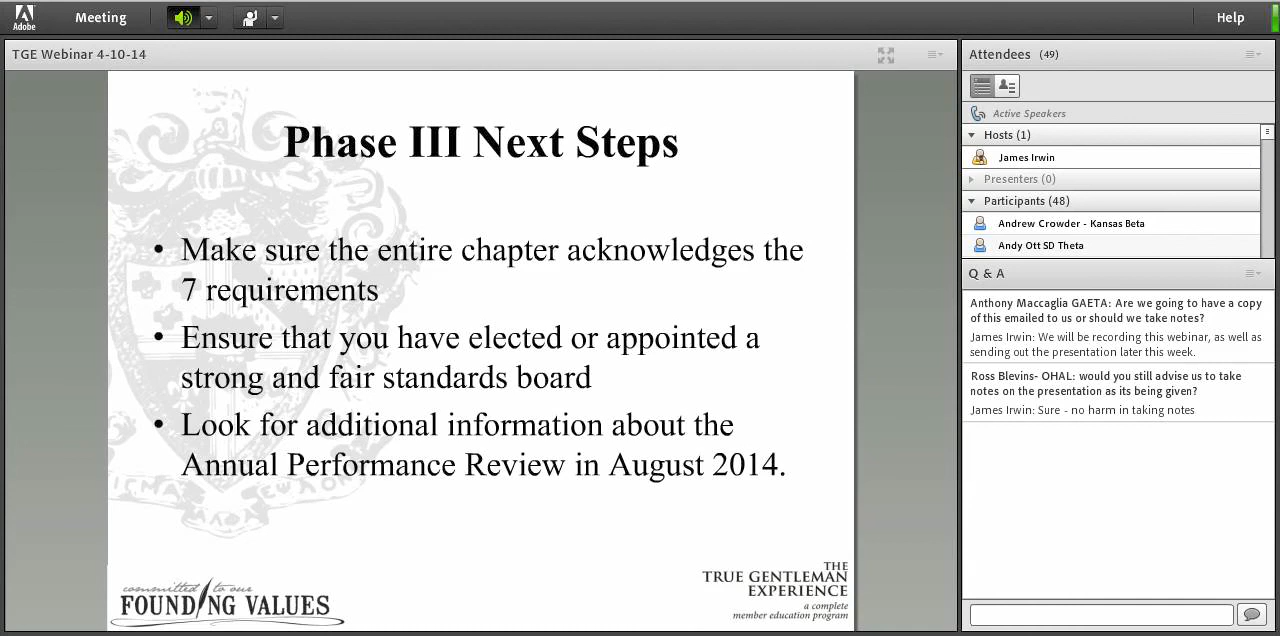 Adobe
Meeting
Help
TGE Webinar 4-10-14
Phase III Next Steps
• Make sure the entire chapter acknowledges the
7 requirements
• Ensure that you have elected or appointed a
strong and fair standards board
• Look for additional information about the
Annual Performance Review in August 2014.
committed to our
FOUNDING VALUES
THE
TRUE GENTLEMAN
EXPERIENCE
a complete
member education program
Attendees (49)
Active Speakers
Hosts (1)
James Irwin
Presenters (0)
Participants (48)
Andrew Crowder - Kansas Beta
Andy Ott SD Theta
Q & A
Anthony Maccaglia GAETA: Are we going to have a copy
of this emailed to us or should we take notes?
James Irwin: We will be recording this webinar, as well as
sending out the presentation later this week.
Ross Blevins- OHAL: would you still advise us to take
notes on the presentation as its being given?
James Irwin: Sure - no harm in taking notes